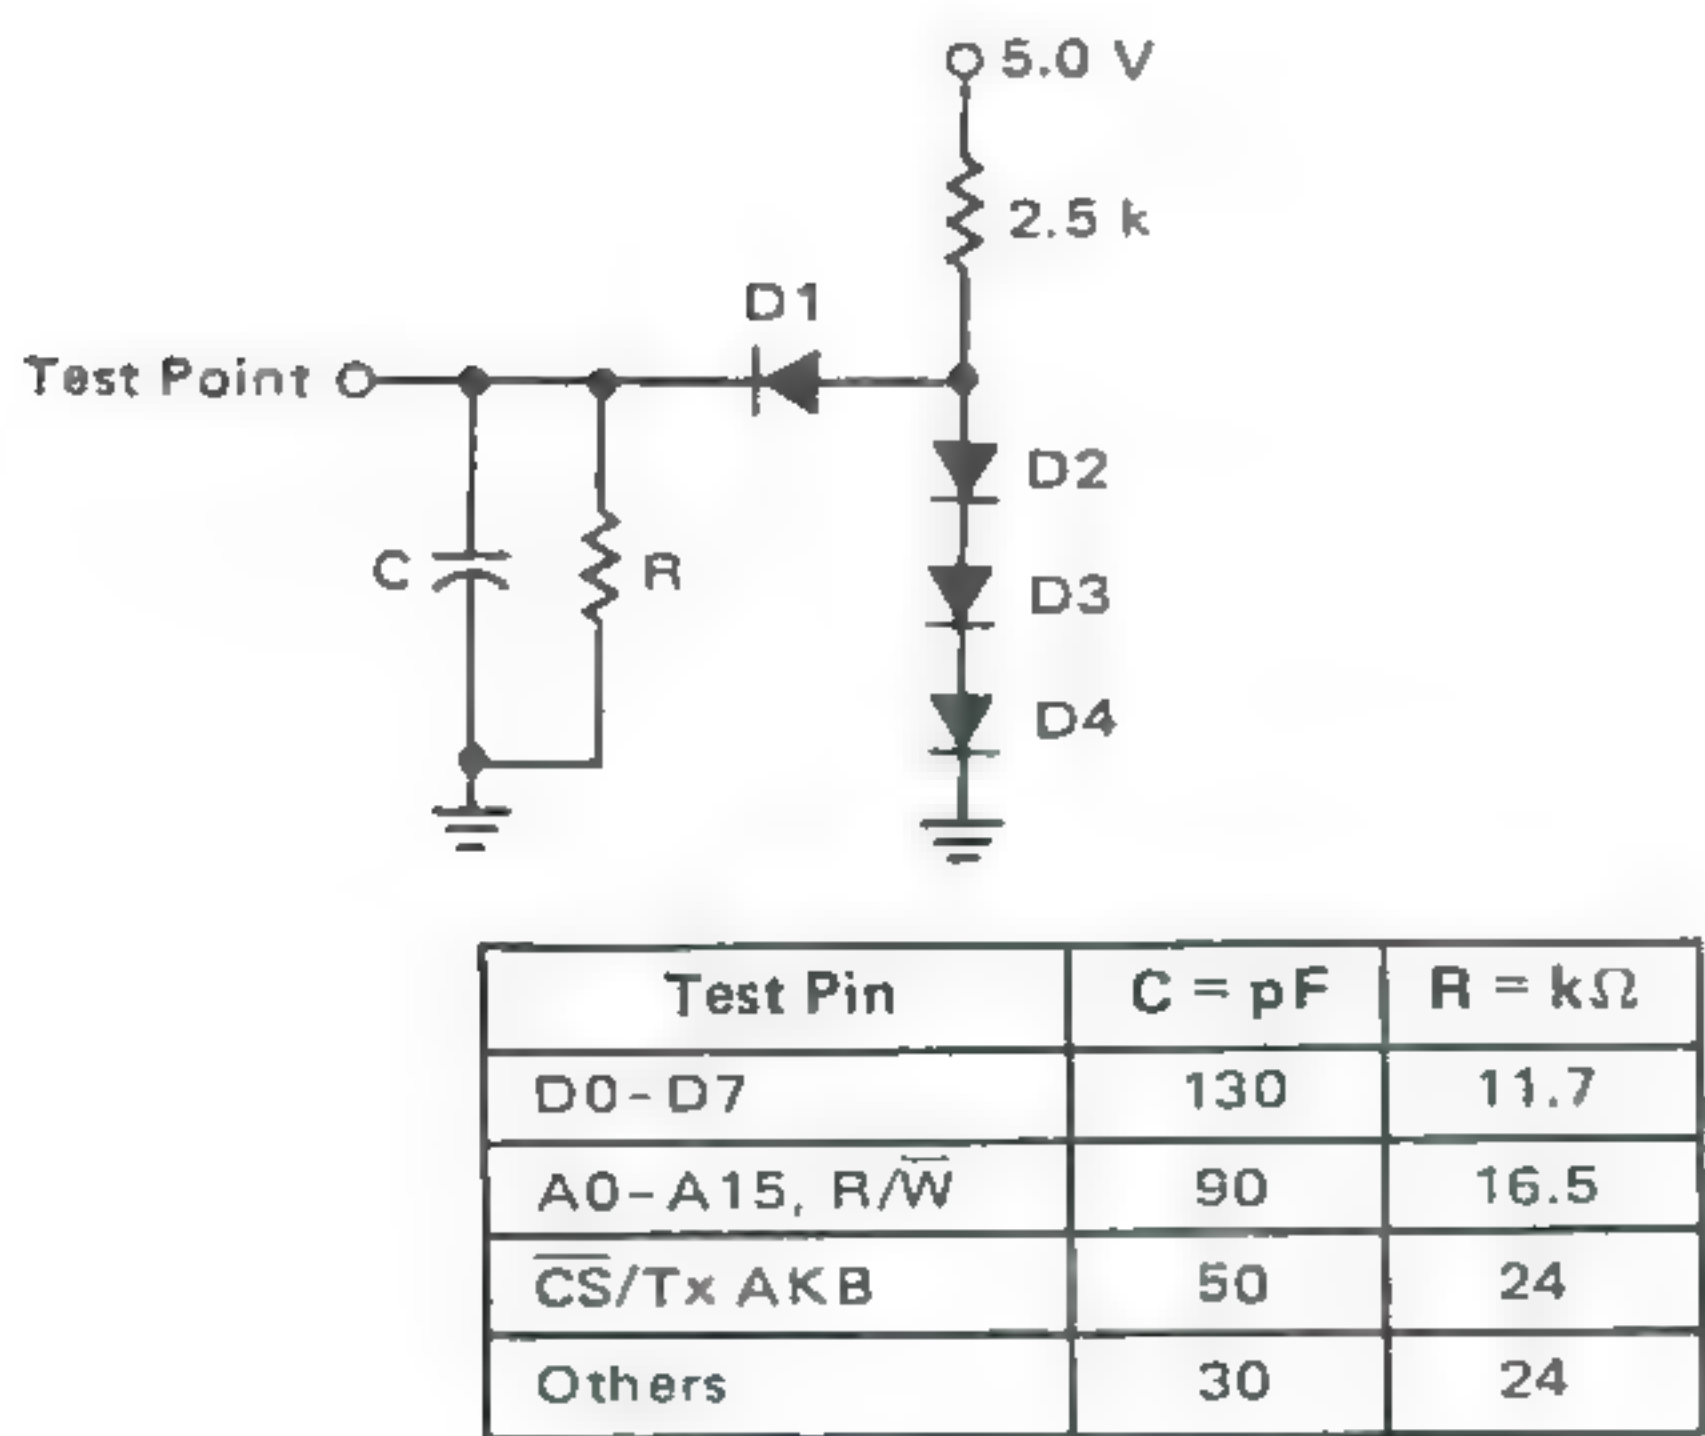 5.0 V
2.5 k
D1
Test Point
D2
C
R
D3
D4
Test Pin C = pF R = kΩ
D0-D7 130 11.7
A0-A15, R/W̅ 90 16.5
C̅S̅/Tx AKB 50 24
Others 30 24